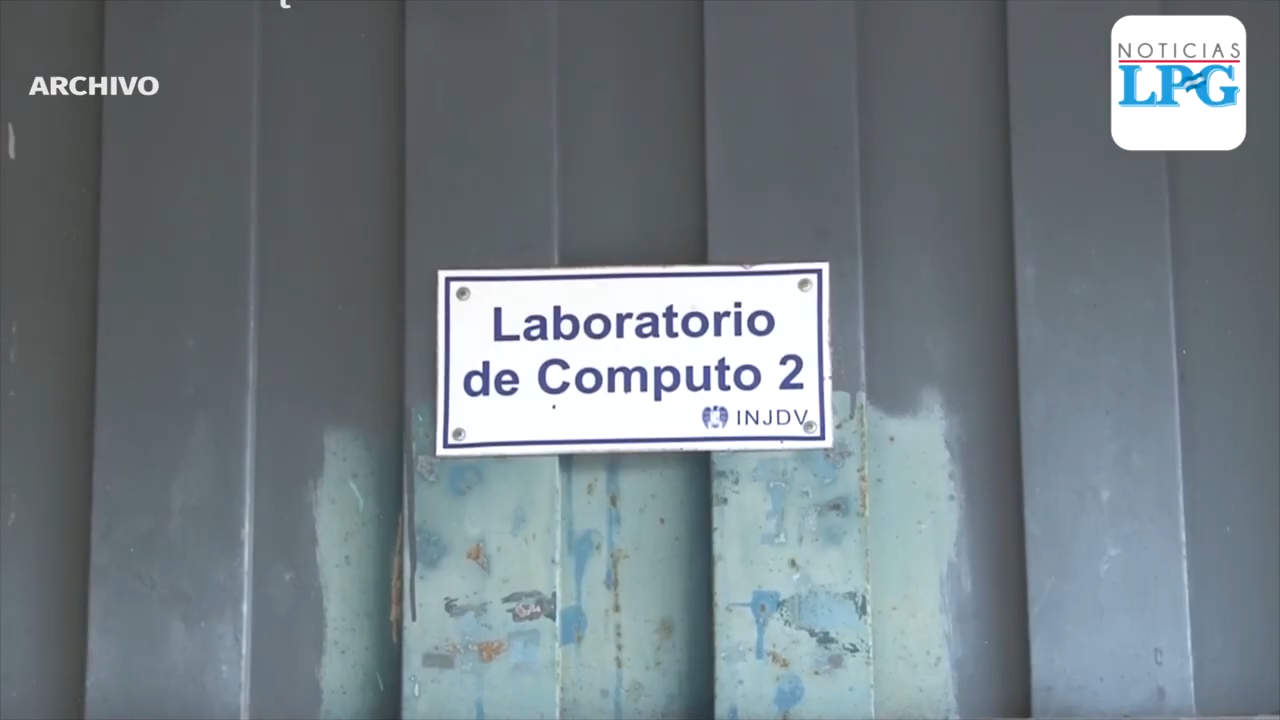 ARCHIVO
NOTICIAS
LPG
Laboratorio
de Computo 2
INJDV